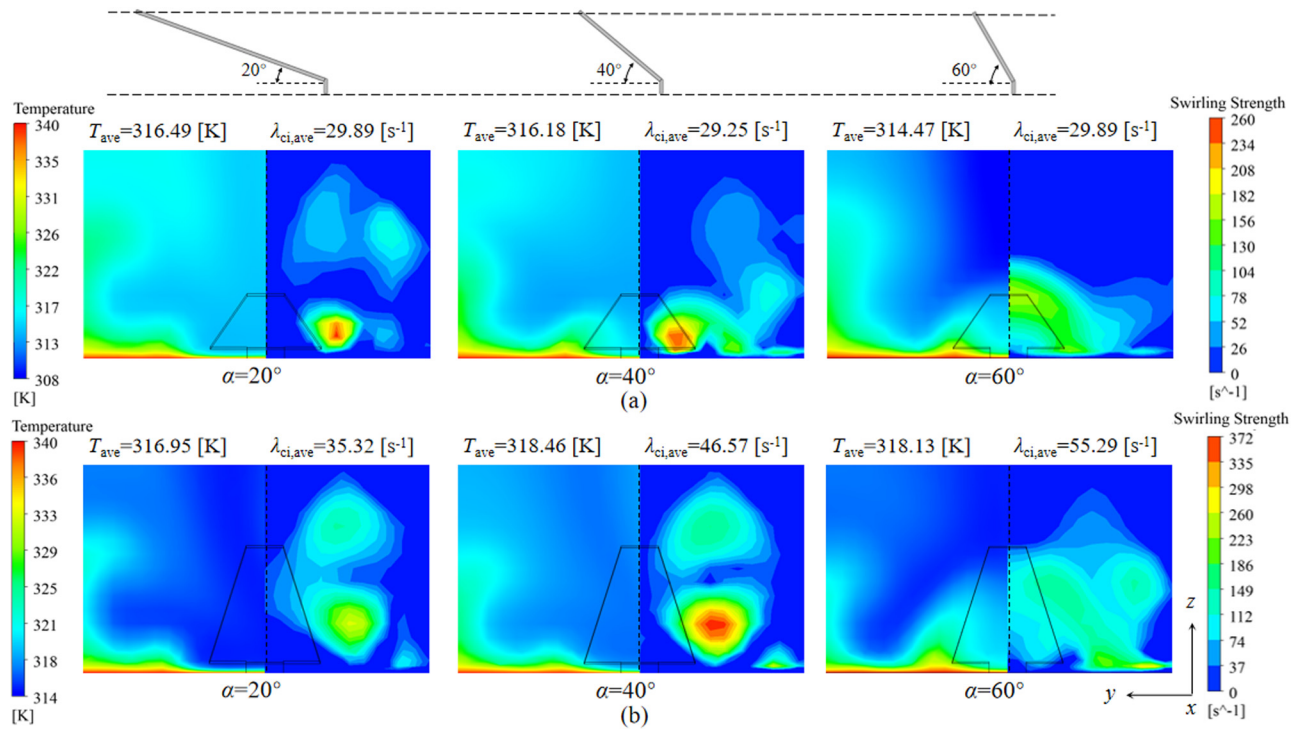 20°
40°
60°
Temperature
Swirling Strength
T_ave=316.49 [K] λ_ci,ave=29.89 [s⁻¹] T_ave=316.18 [K] λ_ci,ave=29.25 [s⁻¹] T_ave=314.47 [K] λ_ci,ave=29.89 [s⁻¹]
340
335
331
326
322
317
313
308
[K]
260
234
208
182
156
130
104
78
52
26
0
[s^-1]
α=20°
α=40°
α=60°
(a)
Temperature
Swirling Strength
T_ave=316.95 [K] λ_ci,ave=35.32 [s⁻¹] T_ave=318.46 [K] λ_ci,ave=46.57 [s⁻¹] T_ave=318.13 [K] λ_ci,ave=55.29 [s⁻¹]
340
336
333
329
325
321
318
314
[K]
372
335
298
260
223
186
149
112
74
37
0
[s^-1]
z
y
x
α=20°
α=40°
α=60°
(b)